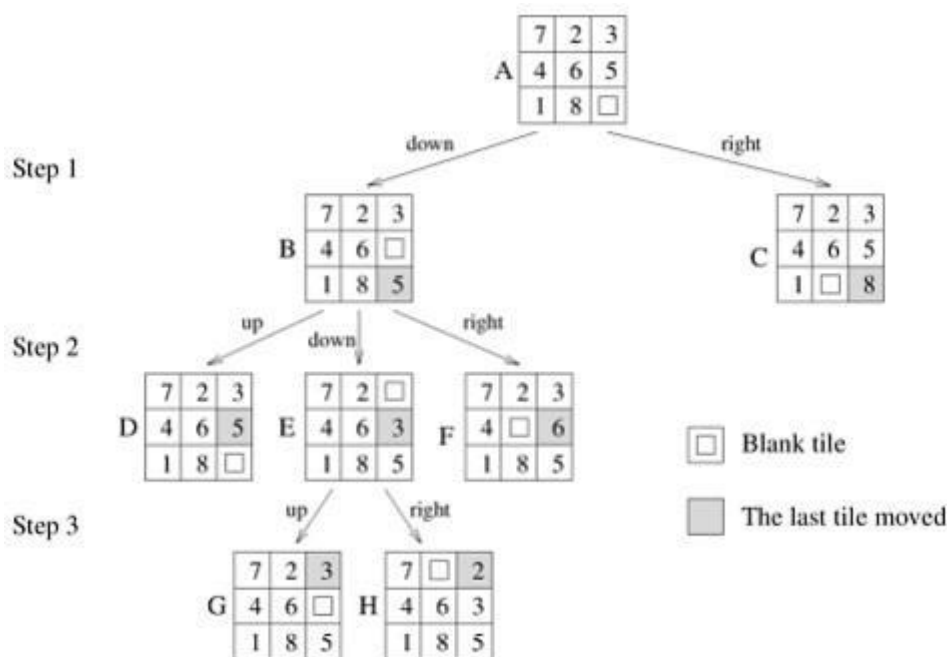 7 2 3
A 4 6 5
1 8
down right
Step 1
7 2 3 7 2 3
B 4 6 C 4 6 5
1 8 5 1 8
up down right
Step 2
7 2 3 7 2 7 2 3
D 4 6 5 E 4 6 3 F 4 6
1 8 1 8 5 1 8 5
Blank tile
up right
Step 3
The last tile moved
7 2 3 7 2
G 4 6 H 4 6 3
1 8 5 1 8 5